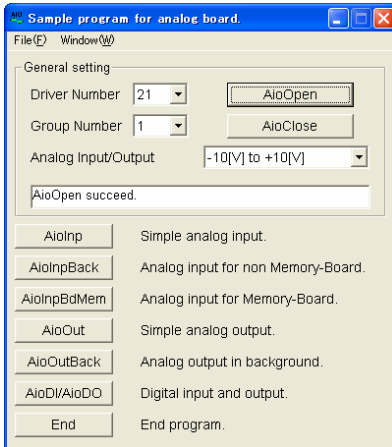 AIO Sample program for analog board.
File(F) Window(W)
General setting
Driver Number 21 AioOpen
Group Number 1 AioClose
Analog Input/Output -10[V] to +10[V]
AioOpen succeed.
AioInp Simple analog input.
AioInpBack Analog input for non Memory-Board.
AioInpBdMem Analog input for Memory-Board.
AioOut Simple analog output.
AioOutBack Analog output in background.
AioDI/AioDO Digital input and output.
End End program.